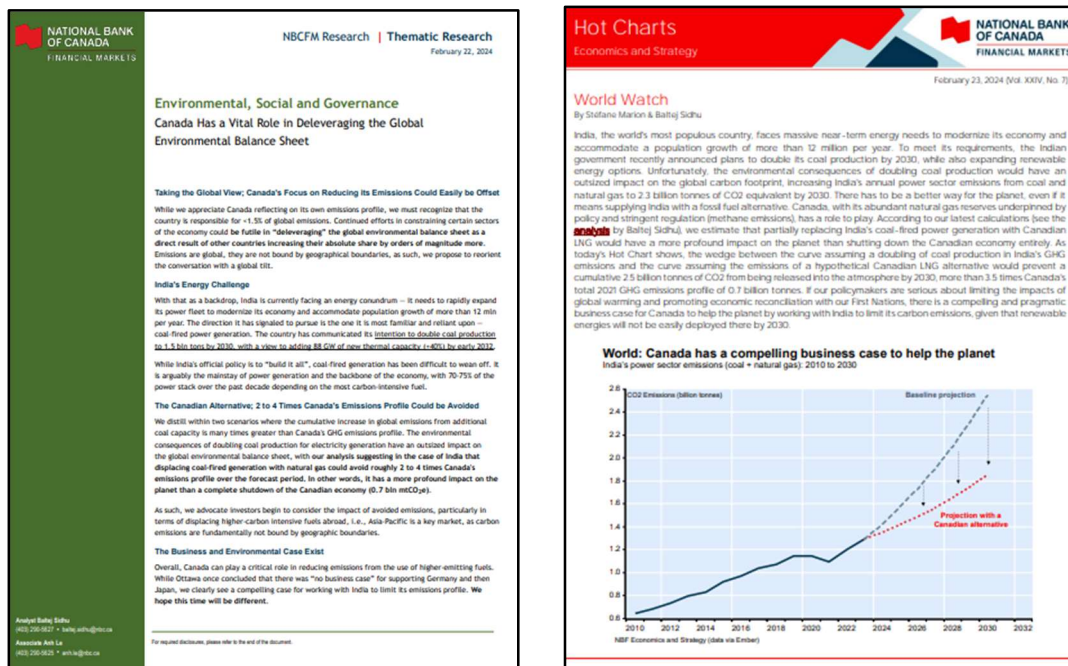 NATIONAL BANK
OF CANADA
FINANCIAL MARKETS
NBCFM Research | Thematic Research
February 22, 2024
Environmental, Social and Governance
Canada Has a Vital Role in Deleveraging the Global
Environmental Balance Sheet
Taking the Global View; Canada's Focus on Reducing its Emissions Could Easily be Offset
While we appreciate Canada reflecting on its own emissions profile, we must recognize that the
country is responsible for <1.5% of global emissions. Continued efforts in constraining certain sectors
of the economy could be futile in "deleveraging" the global environmental balance sheet as a
direct result of other countries increasing their absolute share by orders of magnitude more.
Emissions are global, they are not bound by geographical boundaries, as such, we propose to reorient
the conversation with a global tilt.
India's Energy Challenge
With that as a backdrop, India is currently facing an energy conundrum — it needs to rapidly expand
its power fleet to modernize its economy and accommodate population growth of more than 12 mln
per year. The direction it has signaled to pursue is the one it is most familiar and reliant upon —
coal-fired power generation. The country has communicated its intention to double coal production
to 1.5 bln tons by 2030, with a view to adding 88 GW of new thermal capacity (+40%) by early 2032.
While India's official policy is to "build it all", coal-fired generation has been difficult to wean off. It
is arguably the mainstay of power generation and the backbone of the economy, with 70-75% of the
power stack over the past decade depending on the most carbon-intensive fuel.
The Canadian Alternative; 2 to 4 Times Canada's Emissions Profile Could be Avoided
We distill within two scenarios where the cumulative increase in global emissions from additional
coal capacity is many times greater than Canada's GHG emissions profile. The environmental
consequences of doubling coal production for electricity generation have an outsized impact on
the global environmental balance sheet, with our analysis suggesting in the case of India that
displacing coal-fired generation with natural gas could avoid roughly 2 to 4 times Canada's
emissions profile over the forecast period. In other words, it has a more profound impact on the
planet than a complete shutdown of the Canadian economy (0.7 bln mtCO₂e).
As such, we advocate investors begin to consider the impact of avoided emissions, particularly in
terms of displacing higher-carbon intensive fuels abroad, i.e., Asia-Pacific is a key market, as carbon
emissions are fundamentally not bound by geographic boundaries.
The Business and Environmental Case Exist
Overall, Canada can play a critical role in reducing emissions from the use of higher-emitting fuels.
While Ottawa once concluded that there was "no business case" for supporting Germany and then
Japan, we clearly see a compelling case for working with India to limit its emissions profile. We
hope this time will be different.
Analyst Baltej Sidhu
(403) 290-5627 • baltej.sidhu@nbc.ca
Associate Anh Le
(403) 290-5625 • anh.le@nbc.ca
For required disclosures, please refer to the end of the document.
Hot Charts
Economics and Strategy
NATIONAL BANK
OF CANADA
FINANCIAL MARKETS
February 23, 2024 (Vol. XXIV, No. 7)
World Watch
By Stéfane Marion & Baltej Sidhu
India, the world's most populous country, faces massive near-term energy needs to modernize its economy and
accommodate a population growth of more than 12 million per year. To meet its requirements, the Indian
government recently announced plans to double its coal production by 2030, while also expanding renewable
energy options. Unfortunately, the environmental consequences of doubling coal production would have an
outsized impact on the global carbon footprint, increasing India's annual power sector emissions from coal and
natural gas to 2.3 billion tonnes of CO2 equivalent by 2030. There has to be a better way for the planet, even if it
means supplying India with a fossil fuel alternative. Canada, with its abundant natural gas reserves underpinned by
policy and stringent regulation (methane emissions), has a role to play. According to our latest calculations (see the
analysis by Baltej Sidhu), we estimate that partially replacing India's coal-fired power generation with Canadian
LNG would have a more profound impact on the planet than shutting down the Canadian economy entirely. As
today's Hot Chart shows, the wedge between the curve assuming a doubling of coal production in India's GHG
emissions and the curve assuming the emissions of a hypothetical Canadian LNG alternative would prevent a
cumulative 2.5 billion tonnes of CO2 from being released into the atmosphere by 2030, more than 3.5 times Canada's
total 2021 GHG emissions profile of 0.7 billion tonnes. If our policymakers are serious about limiting the impacts of
global warming and promoting economic reconciliation with our First Nations, there is a compelling and pragmatic
business case for Canada to help the planet by working with India to limit its carbon emissions, given that renewable
energies will not be easily deployed there by 2030.
World: Canada has a compelling business case to help the planet
India's power sector emissions (coal + natural gas): 2010 to 2030
CO2 Emissions (billion tonnes)
Baseline projection
Projection with a
Canadian alternative
2.6
2.4
2.2
2.0
1.8
1.6
1.4
1.2
1.0
0.8
0.6
2010 2012 2014 2016 2018 2020 2022 2024 2026 2028 2030 2032
NBF Economics and Strategy (data via Ember)